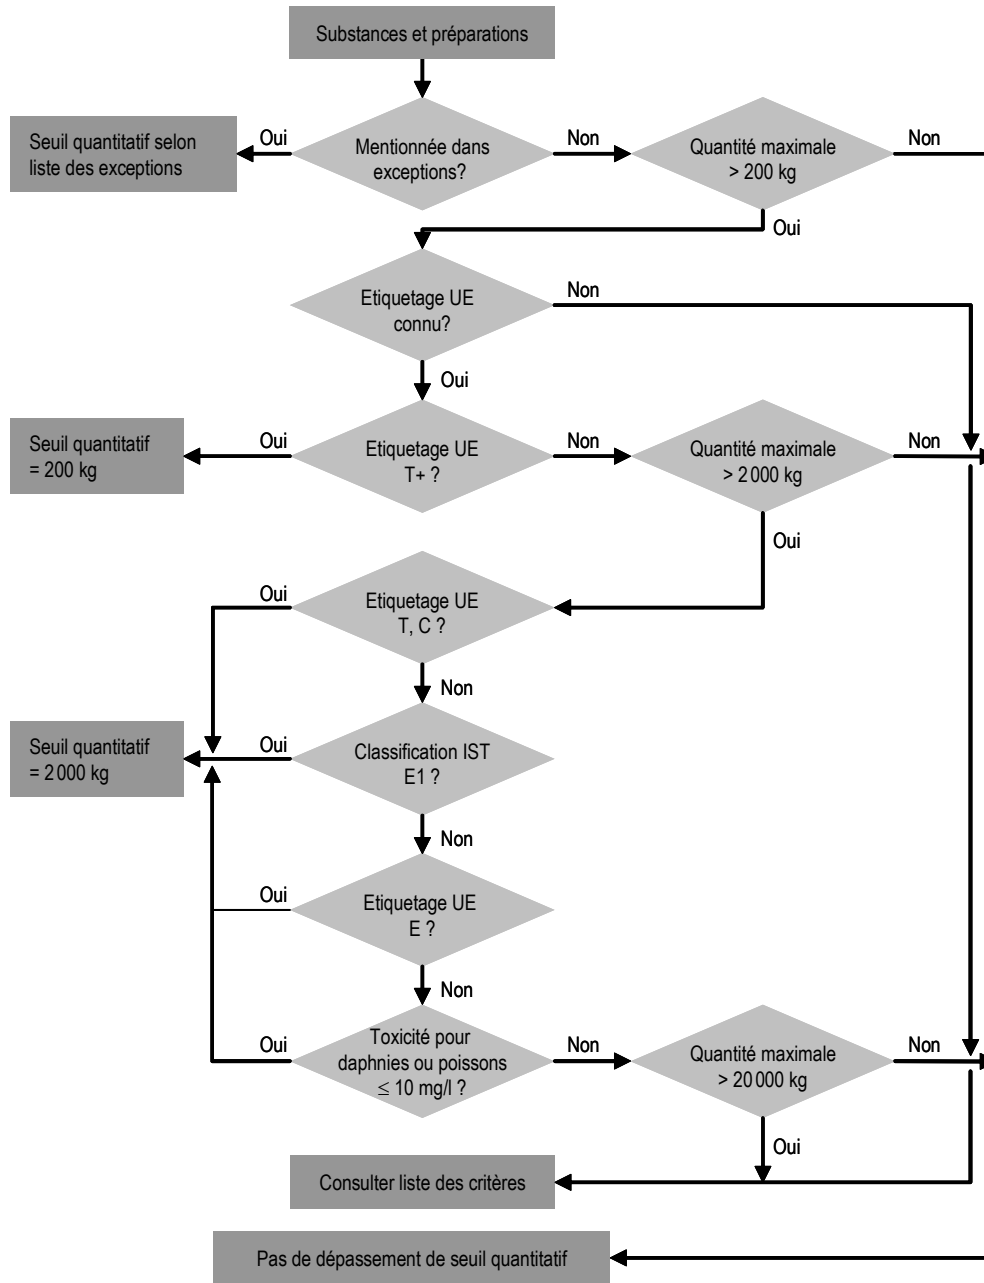 Substances et préparations
Seuil quantitatif selon
liste des exceptions
Oui
Mentionnée dans
exceptions?
Non
Quantité maximale
> 200 kg
Non
Oui
Etiquetage UE
connu?
Non
Oui
Seuil quantitatif
= 200 kg
Oui
Etiquetage UE
T+ ?
Non
Quantité maximale
> 2 000 kg
Non
Oui
Oui
Etiquetage UE
T, C ?
Non
Seuil quantitatif
= 2 000 kg
Oui
Classification IST
E1 ?
Non
Oui
Etiquetage UE
E ?
Non
Oui
Toxicité pour
daphnies ou poissons
≤ 10 mg/l ?
Non
Quantité maximale
> 20 000 kg
Non
Oui
Consulter liste des critères
Pas de dépassement de seuil quantitatif